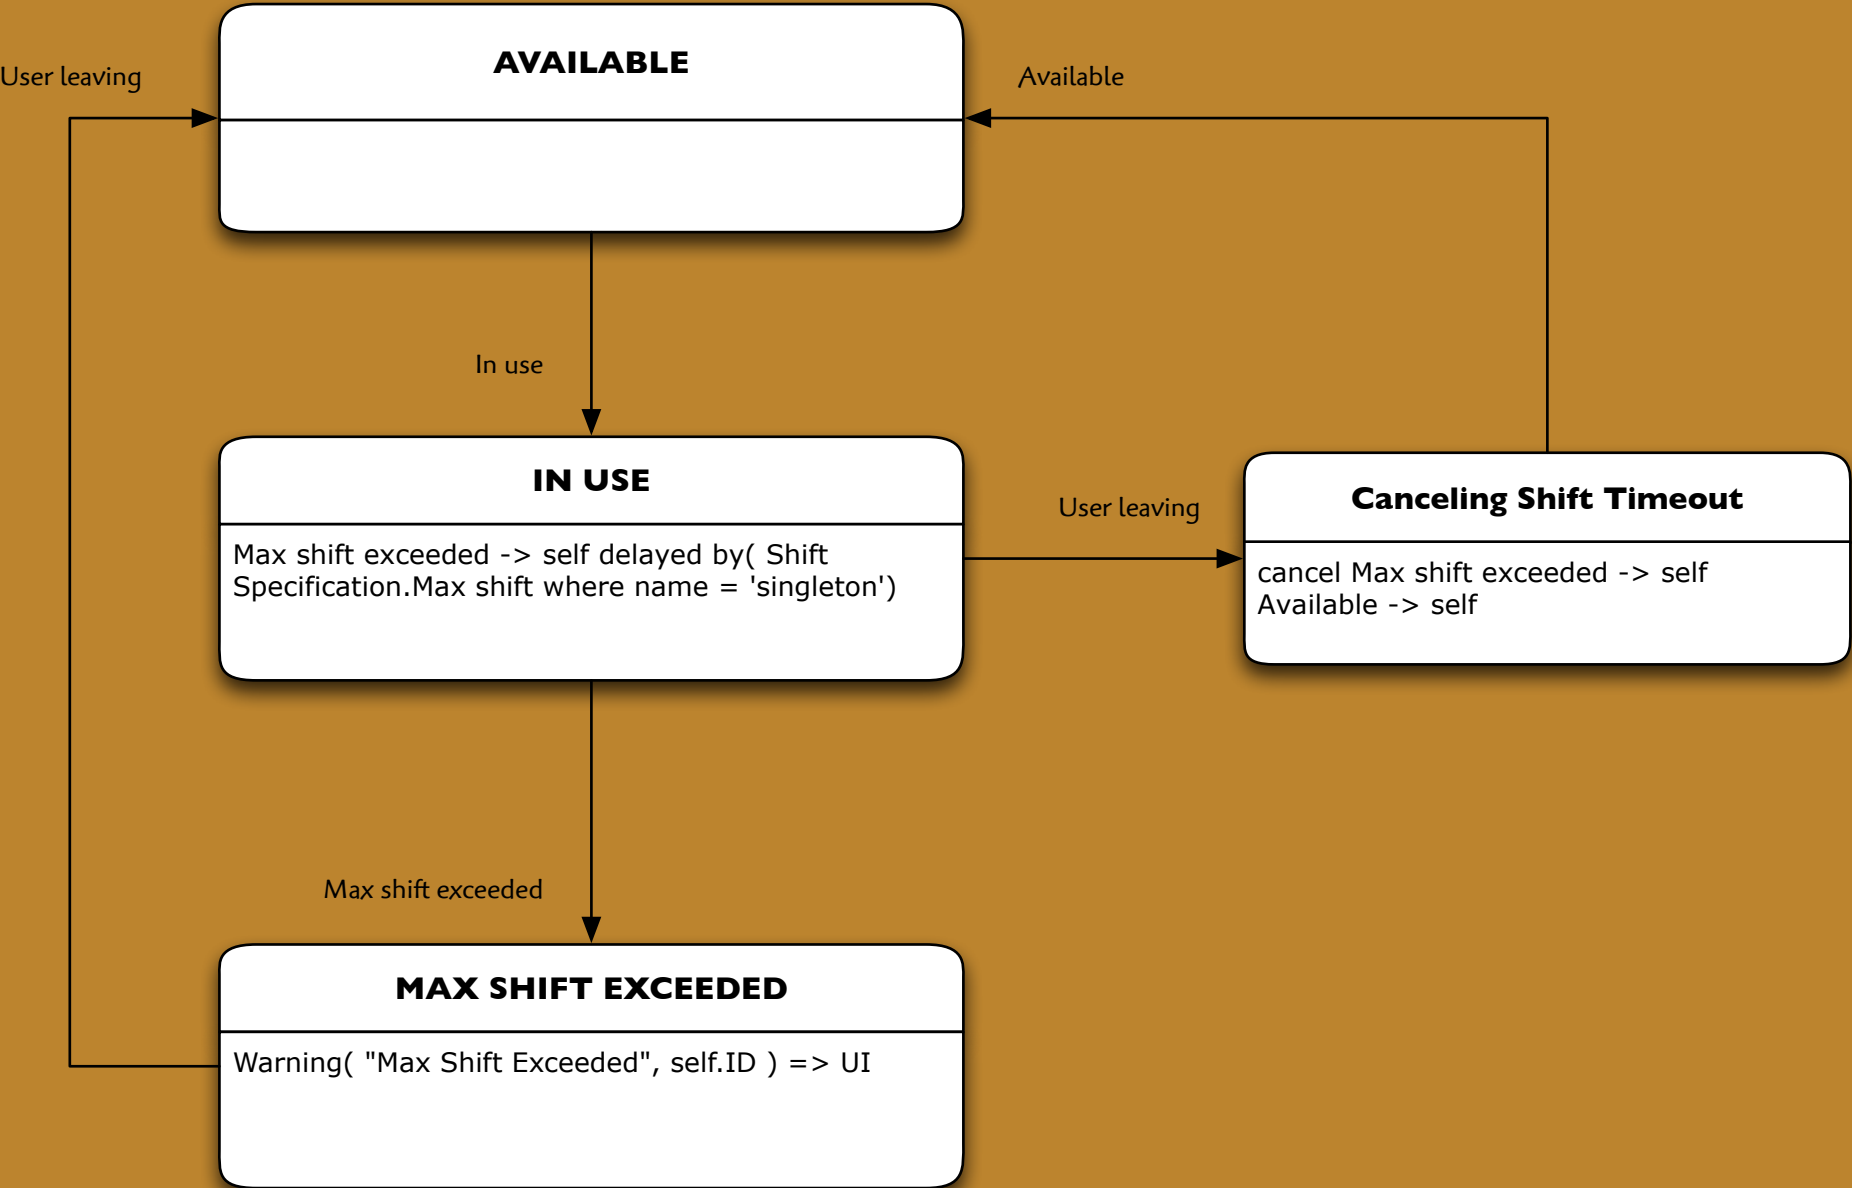 AVAILABLE
User leaving
Available
In use
IN USE
Max shift exceeded -> self delayed by( Shift
Specification.Max shift where name = 'singleton')
User leaving
Canceling Shift Timeout
cancel Max shift exceeded -> self
Available -> self
Max shift exceeded
MAX SHIFT EXCEEDED
Warning( "Max Shift Exceeded", self.ID ) => UI